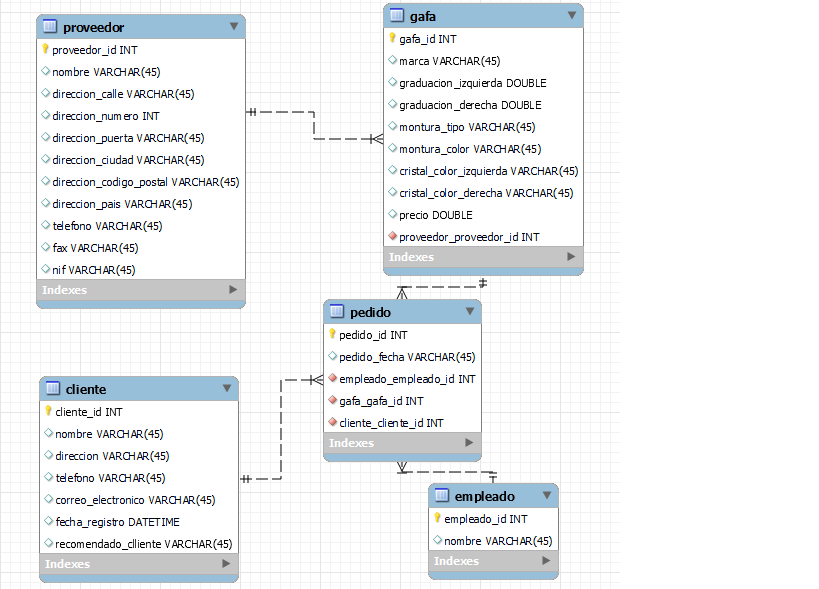 proveedor
proveedor_id INT
nombre VARCHAR(45)
direccion_calle VARCHAR(45)
direccion_numero INT
direccion_puerta VARCHAR(45)
direccion_ciudad VARCHAR(45)
direccion_codigo_postal VARCHAR(45)
direccion_pais VARCHAR(45)
telefono VARCHAR(45)
fax VARCHAR(45)
nif VARCHAR(45)
Indexes
gafa
gafa_id INT
marca VARCHAR(45)
graduacion_izquierda DOUBLE
graduacion_derecha DOUBLE
montura_tipo VARCHAR(45)
montura_color VARCHAR(45)
cristal_color_izquierda VARCHAR(45)
cristal_color_derecha VARCHAR(45)
precio DOUBLE
proveedor_proveedor_id INT
Indexes
pedido
pedido_id INT
pedido_fecha VARCHAR(45)
empleado_empleado_id INT
gafa_gafa_id INT
cliente_cliente_id INT
Indexes
cliente
cliente_id INT
nombre VARCHAR(45)
direccion VARCHAR(45)
telefono VARCHAR(45)
correo_electronico VARCHAR(45)
fecha_registro DATETIME
recomendado_clliente VARCHAR(45)
Indexes
empleado
empleado_id INT
nombre VARCHAR(45)
Indexes